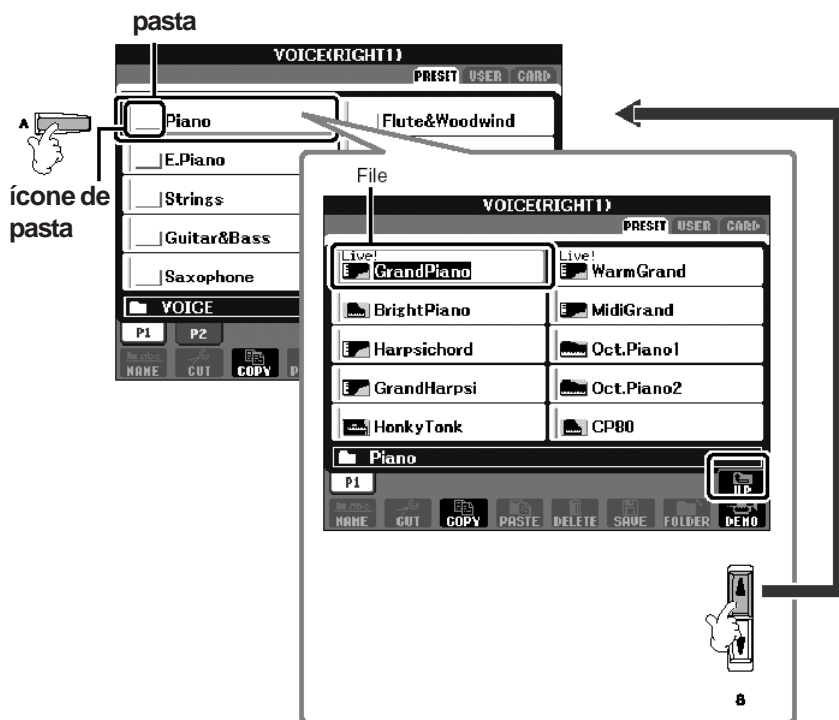 pasta
VOICE(RIGHT1)
PRESET USER CARD
A
Piano
Flute&Woodwind
E.Piano
ícone de
pasta
Strings
Guitar&Bass
Saxophone
VOICE
P1 P2
NAME CUT COPY P
File
VOICE(RIGHT1)
PRESET USER CARD
Live!
GrandPiano
Live!
WarmGrand
BrightPiano
MidiGrand
Harpsichord
Oct.Piano1
GrandHarpsi
Oct.Piano2
HonkyTonk
CP80
Piano
P1
UP
NAME CUT COPY PASTE DELETE SAVE FOLDER DEMO
8